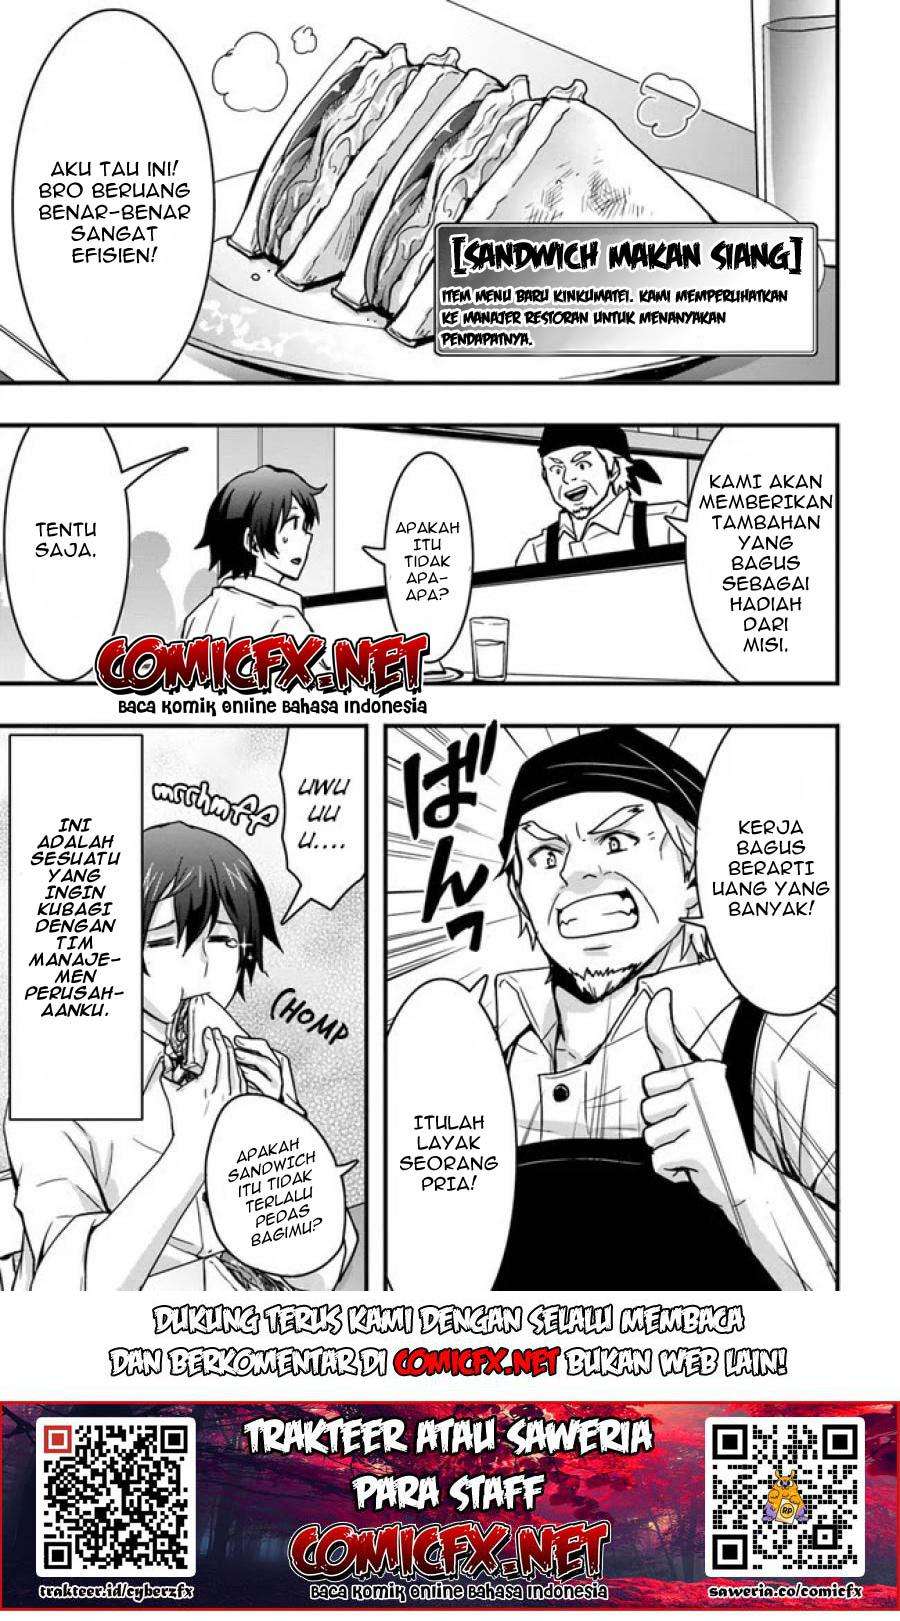 AKU TAU INI!
BRO BERUANG
BENAR-BENAR
SANGAT
EFISIEN!
[SANDWICH MAKAN SIANG]
ITEM MENU BARU KINKUMATEI. KAMI MEMPERLIHATKAN
KE MANAJER RESTORAN UNTUK MENANYAKAN
PENDAPATNYA.
KAMI AKAN
MEMBERIKAN
TAMBAHAN
YANG
BAGUS
SEBAGAI
HADIAH
DARI
MISI.
APAKAH
ITU
TIDAK
APA-
APA?
TENTU
SAJA.
COMICFX.NET
Baca Komik Online Bahasa Indonesia
KERJA
BAGUS
BERARTI
UANG YANG
BANYAK!
ばんっ
ITULAH
LAYAK
SEORANG
PRIA!
UWU
UU
U....
mrrhmff
CHOMP
APAKAH
SANDWICH
ITU TIDAK
TERLALU
PEDAS
BAGIMU?
INI
ADALAH
SESUATU
YANG
INGIN
KUBAGI
DENGAN
TIM
MANAJE-
MEN
PERUSAH-
AANKU.
DUKUNG TERUS KAMI DENGAN SELALU MEMBACA
DAN BERKOMENTAR DI COMICFX.NET BUKAN WEB LAIN!
TRAKTEER ATAU SAWERIA
PARA STAFF
COMICFX.NET
Baca Komik Online Bahasa Indonesia
trakteer.id/cyberzfx
RP
saweria.co/comicfx